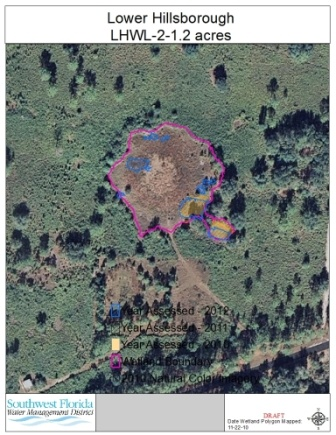 Lower Hillsborough
LHWL-2-1.2 acres
Year Assessed - 2012
Year Assessed - 2011
Year Assessed - 2010
Wetland Boundary
2010 Natural Color Imagery
Southwest Florida
Water Management District
DRAFT
Date Wetland Polygon Mapped:
11-22-10